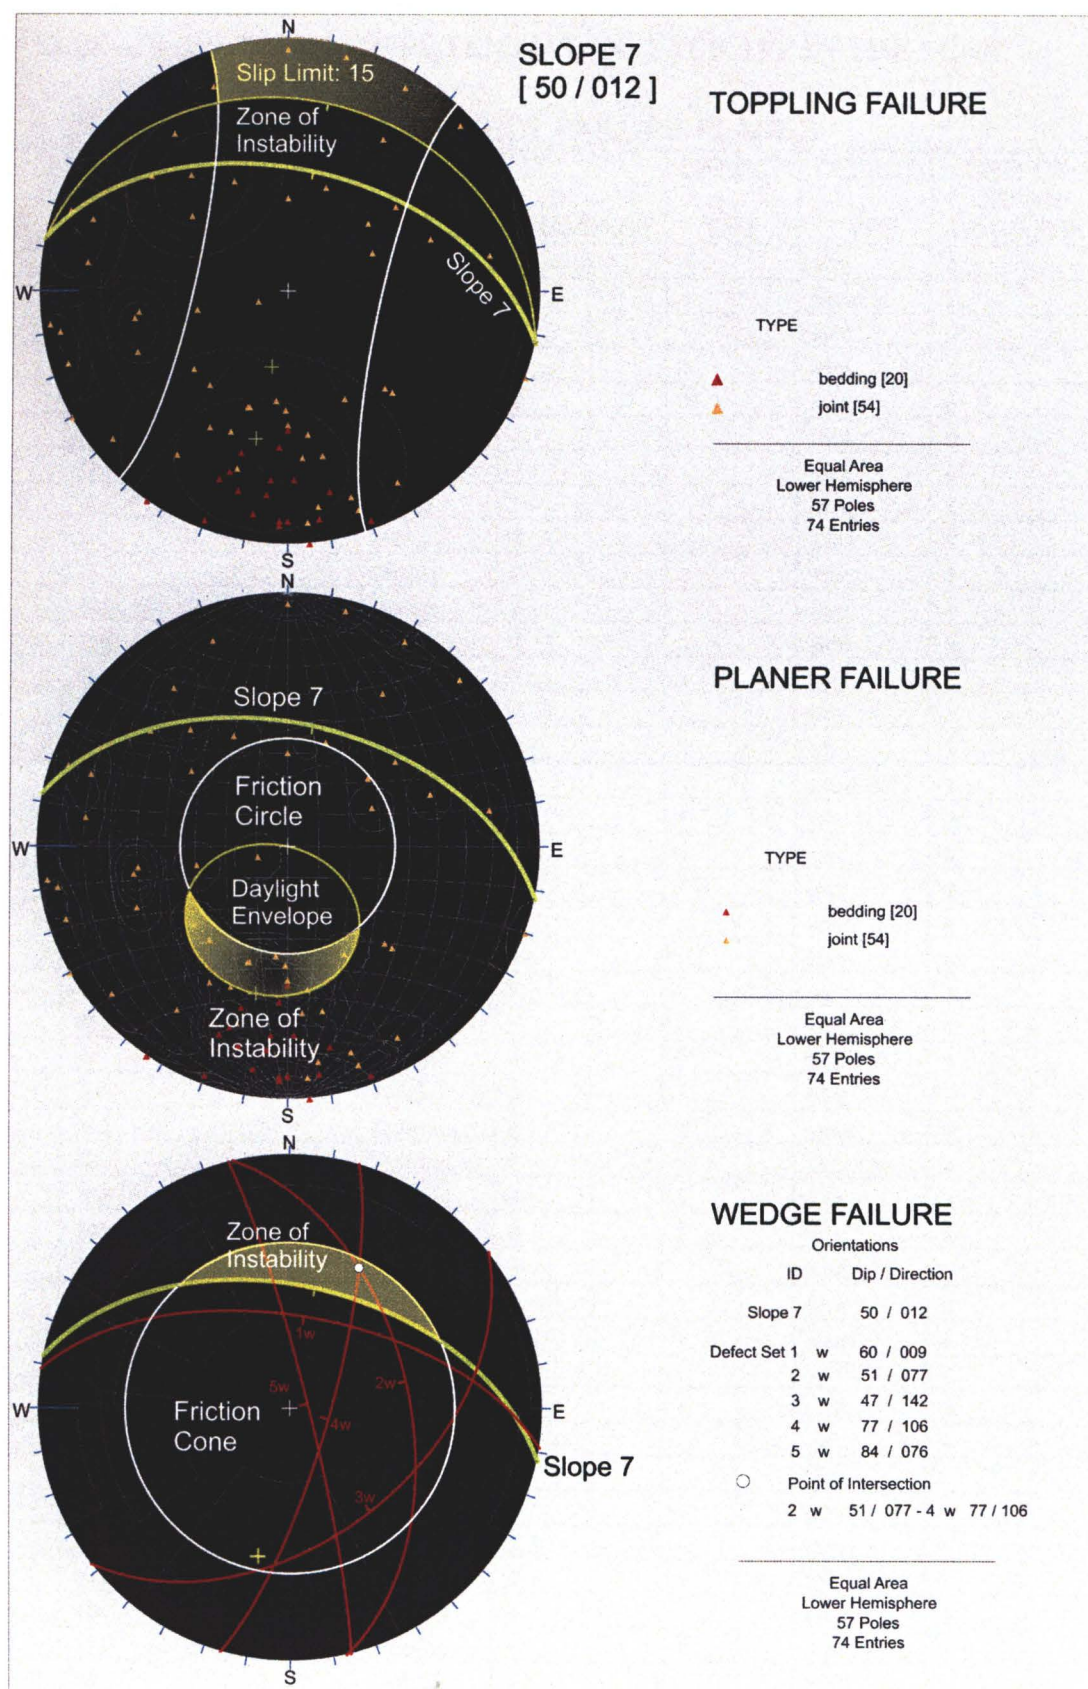 SLOPE 7
[ 50 / 012 ]
TOPPLING FAILURE
N
Slip Limit: 15
Zone of
Instability
Slope 7
W
E
S
TYPE
bedding [20]
joint [54]
Equal Area
Lower Hemisphere
57 Poles
74 Entries
PLANER FAILURE
N
Slope 7
Friction
Circle
W
E
Daylight
Envelope
Zone of
Instability
S
TYPE
bedding [20]
joint [54]
Equal Area
Lower Hemisphere
57 Poles
74 Entries
WEDGE FAILURE
N
Zone of
Instability
1w
2w
5w
4w
3w
W
E
Friction
Cone
Slope 7
S
Orientations
ID Dip / Direction
Slope 7 50 / 012
Defect Set 1 w 60 / 009
2 w 51 / 077
3 w 47 / 142
4 w 77 / 106
5 w 84 / 076
Point of Intersection
2 w 51 / 077 - 4 w 77 / 106
Equal Area
Lower Hemisphere
57 Poles
74 Entries